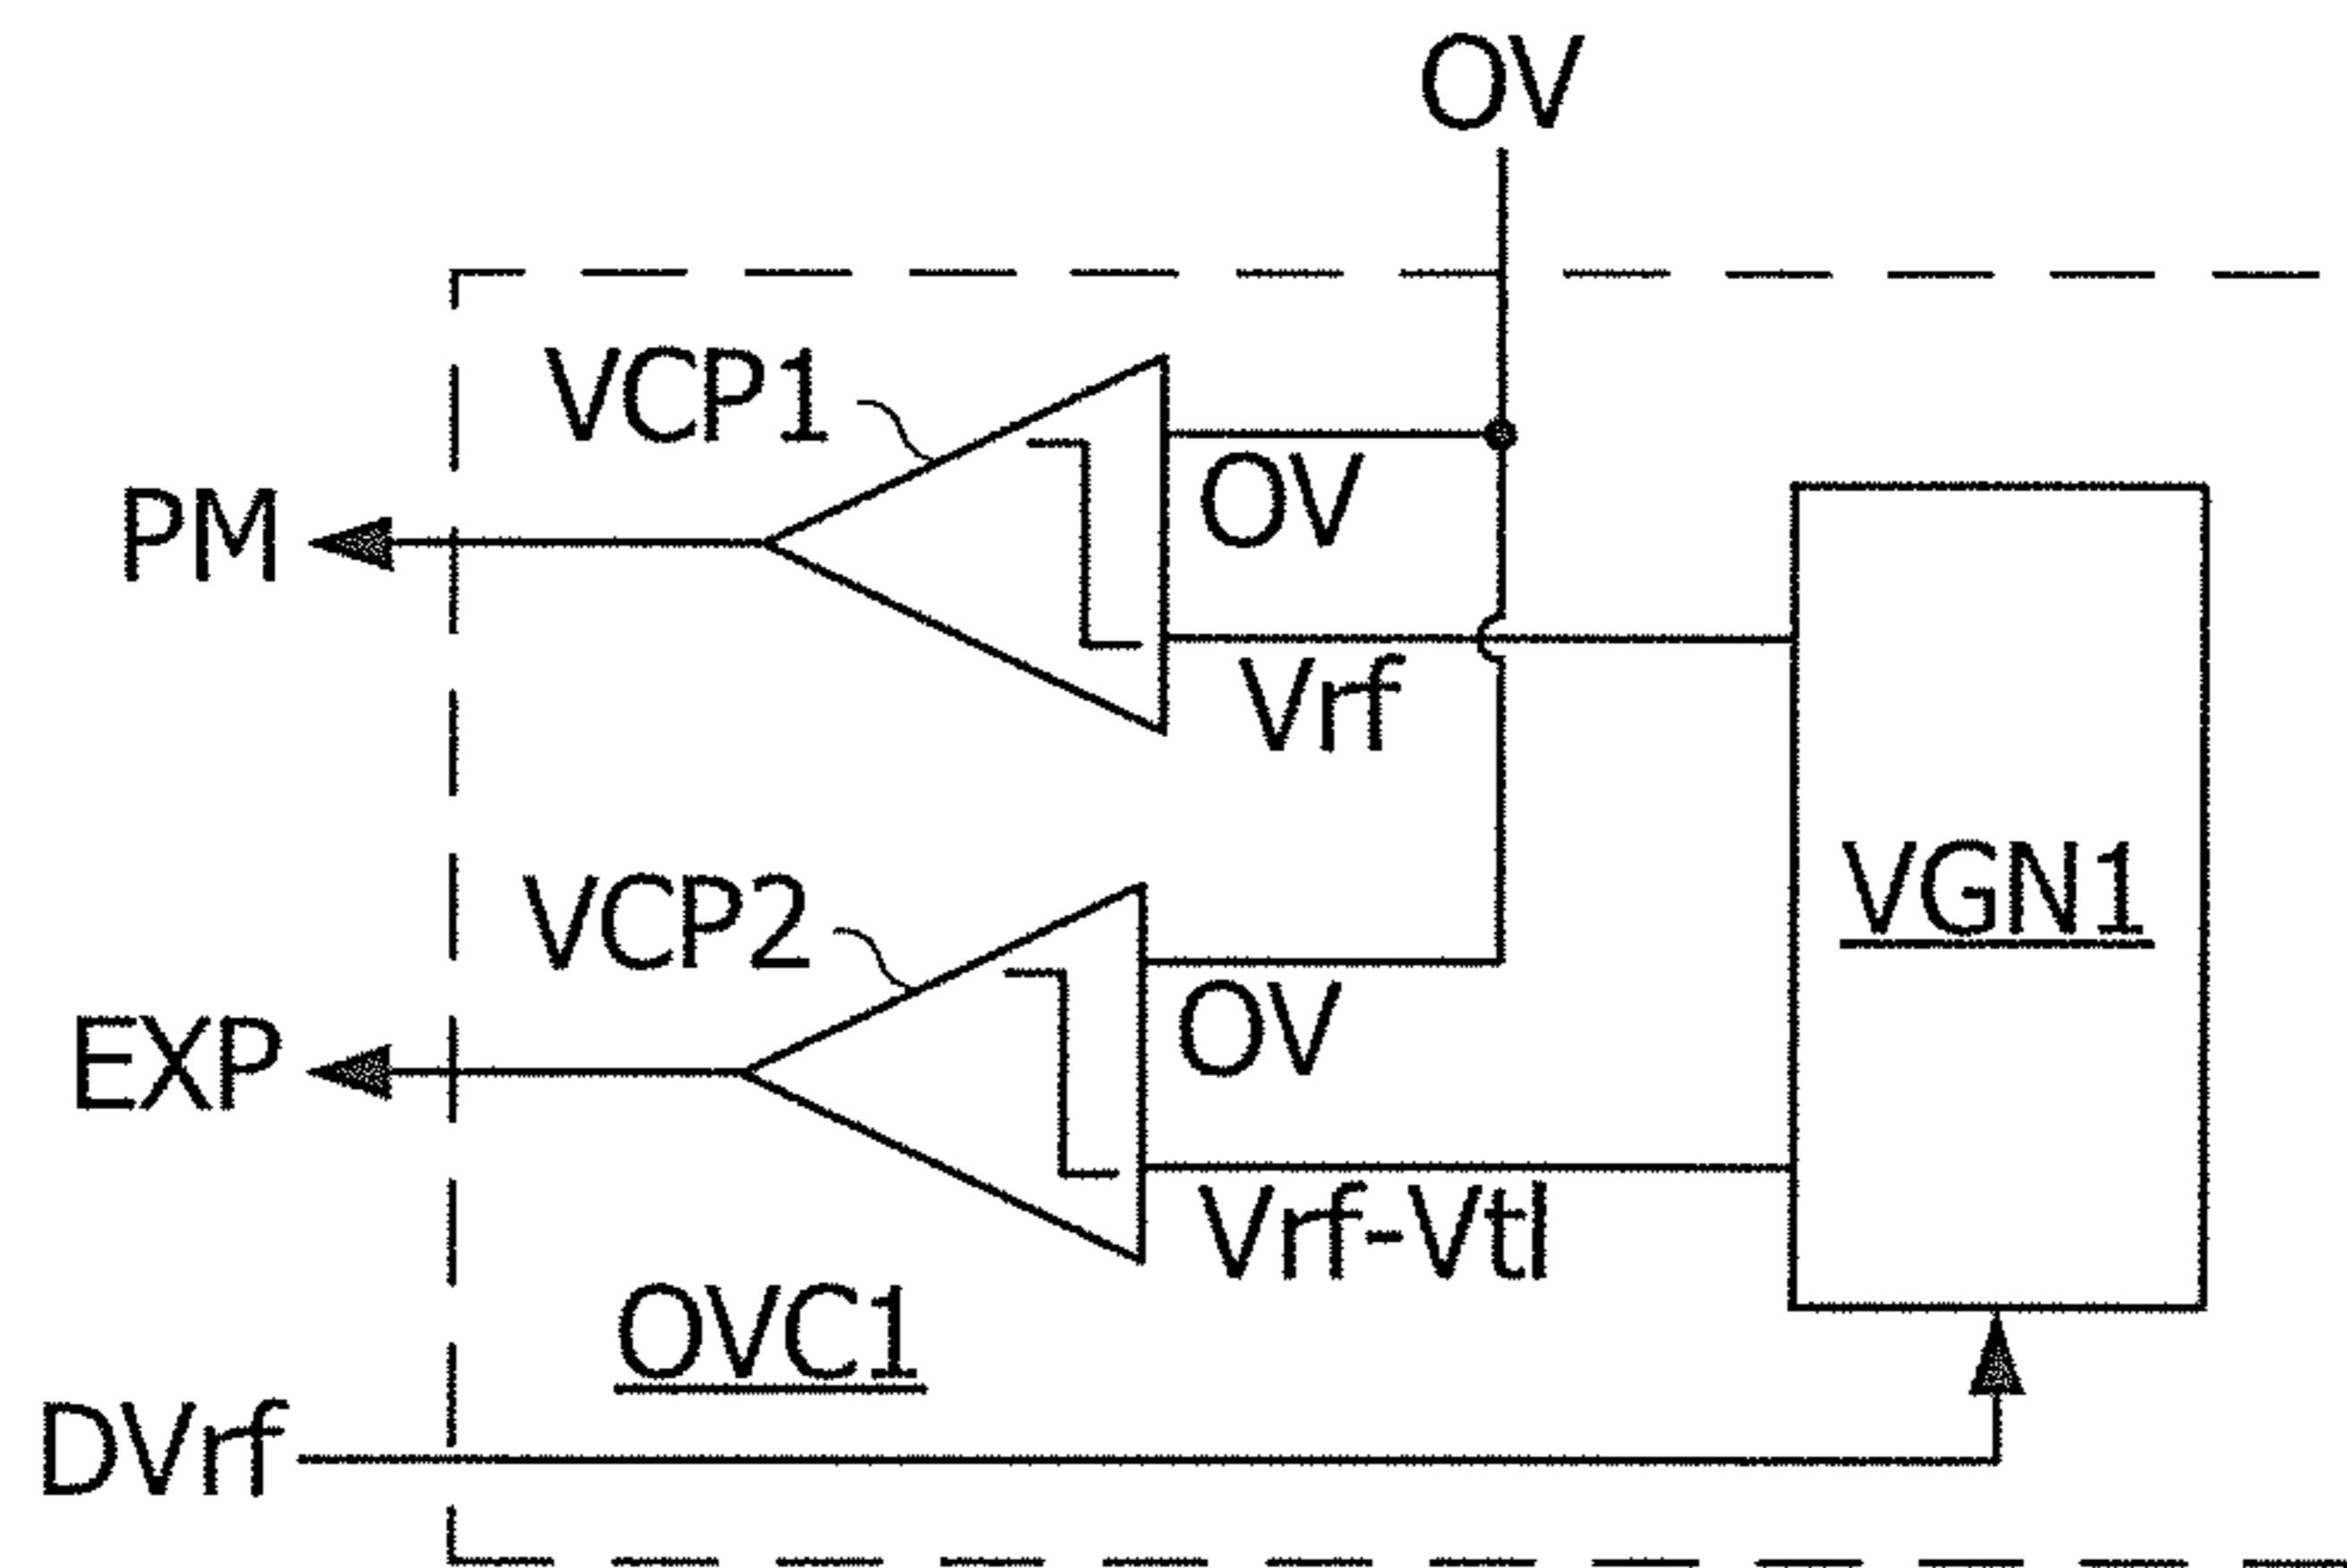 OV
VCP1
PM
OV
Vrf
VGN1
VCP2
EXP
OV
Vrf-Vtl
OVC1
DVrf